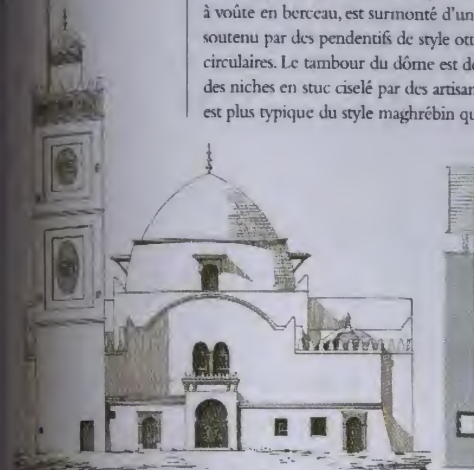 à voûte en berceau, est surmonté d'un
soutenu par des pendentifs de style ott
circulaires. Le tambour du dôme est de
des niches en stuc ciselé par des artisan
est plus typique du style maghrébin qu